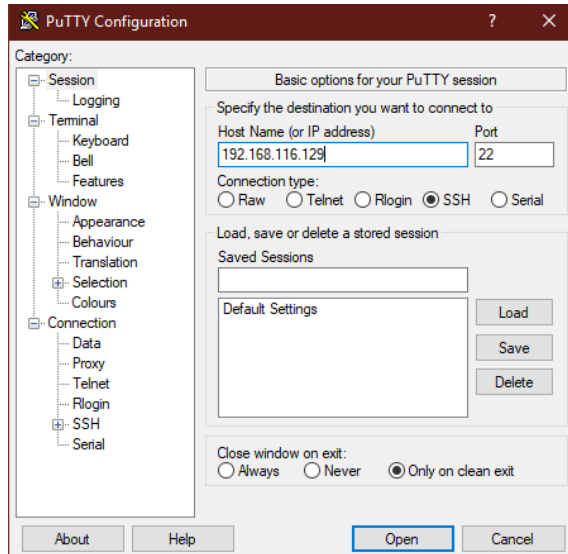 PuTTY Configuration
Category:
Session
Logging
Terminal
Keyboard
Bell
Features
Window
Appearance
Behaviour
Translation
Selection
Colours
Connection
Data
Proxy
Telnet
Rlogin
SSH
Serial
Basic options for your PuTTY session
Specify the destination you want to connect to
Host Name (or IP address) Port
192.168.116.129 22
Connection type:
Raw Telnet Rlogin SSH Serial
Load, save or delete a stored session
Saved Sessions
Default Settings
Load
Save
Delete
Close window on exit:
Always Never Only on clean exit
About Help Open Cancel